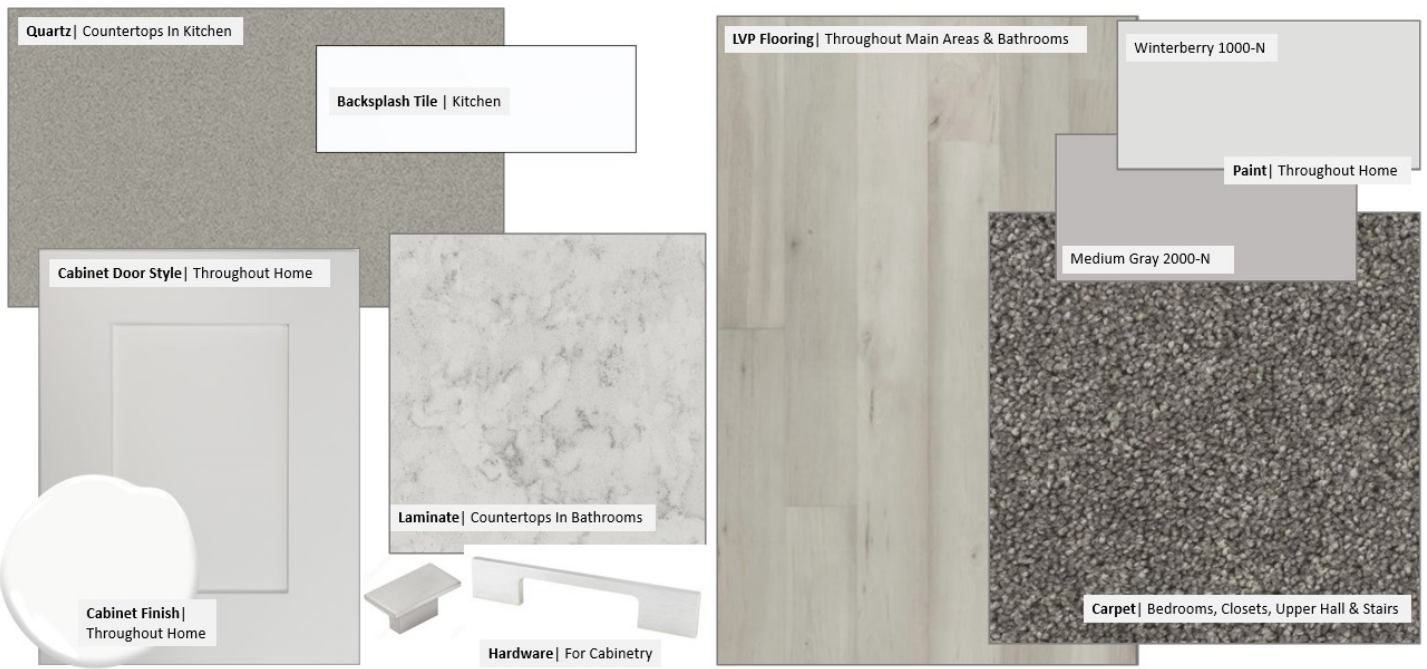 Quartz| Countertops In Kitchen
Backsplash Tile | Kitchen
Cabinet Door Style| Throughout Home
Laminate| Countertops In Bathrooms
Cabinet Finish|
Throughout Home
Hardware| For Cabinetry
LVP Flooring| Throughout Main Areas & Bathrooms
Winterberry 1000-N
Paint| Throughout Home
Medium Gray 2000-N
Carpet| Bedrooms, Closets, Upper Hall & Stairs